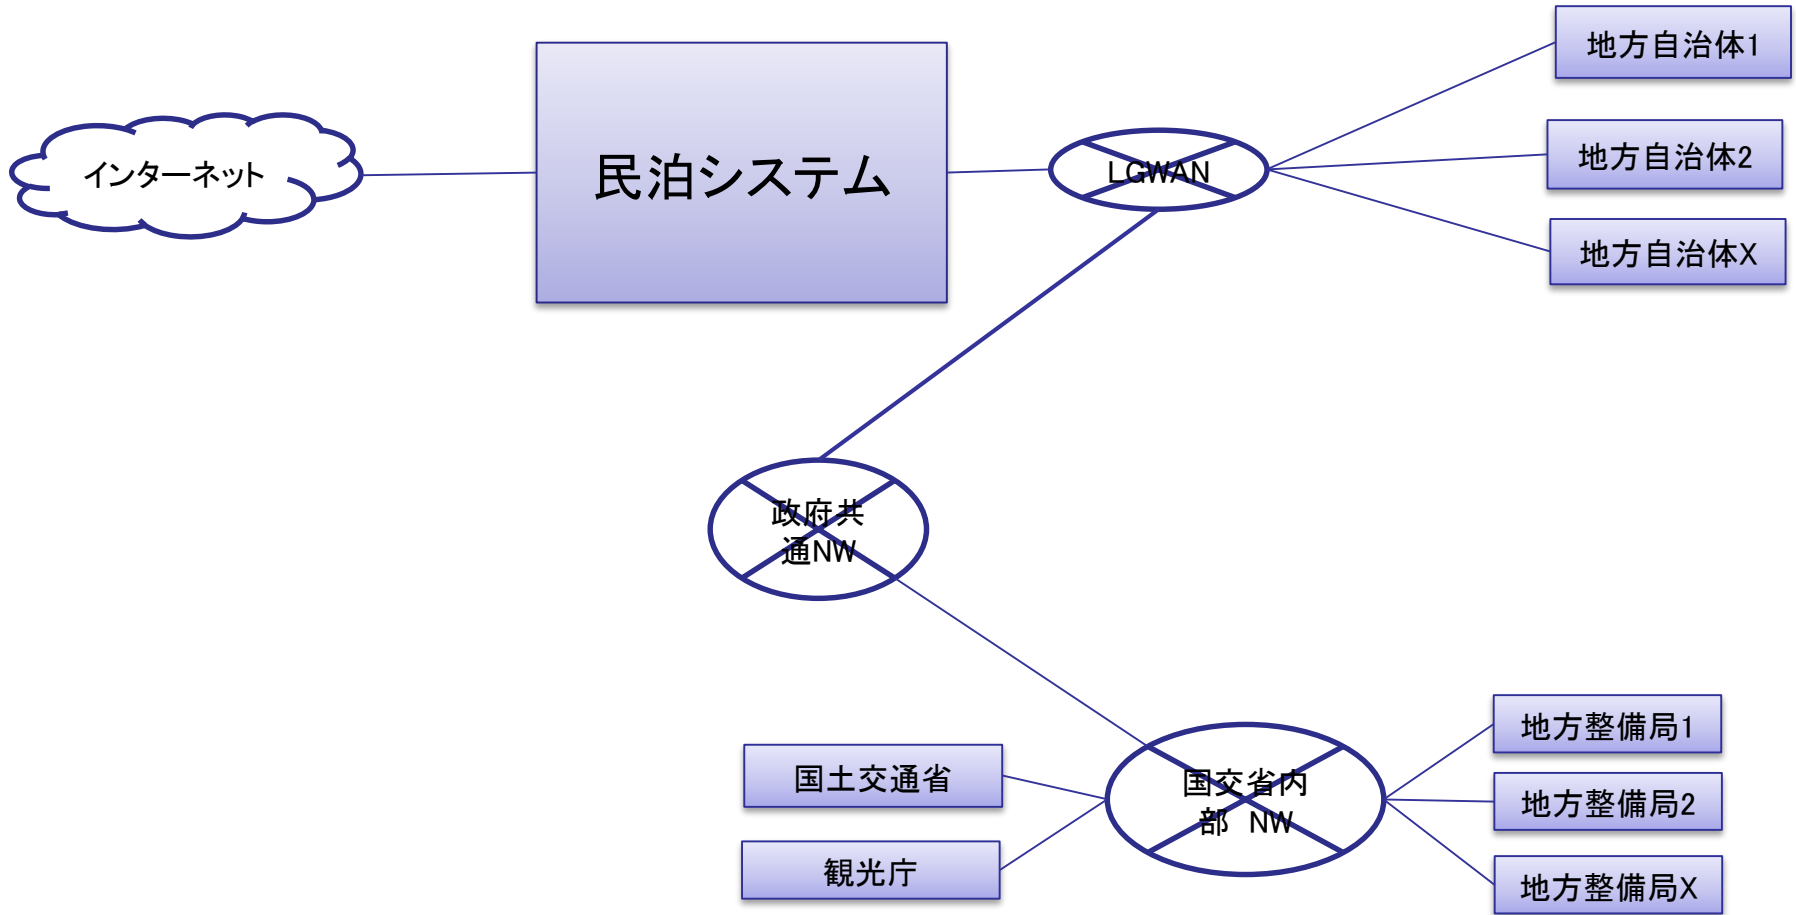 地方自治体1
インターネット
民泊システム
LGWAN
地方自治体2
地方自治体X
政府共
通NW
国土交通省
観光庁
国交省内
部 NW
地方整備局1
地方整備局2
地方整備局X